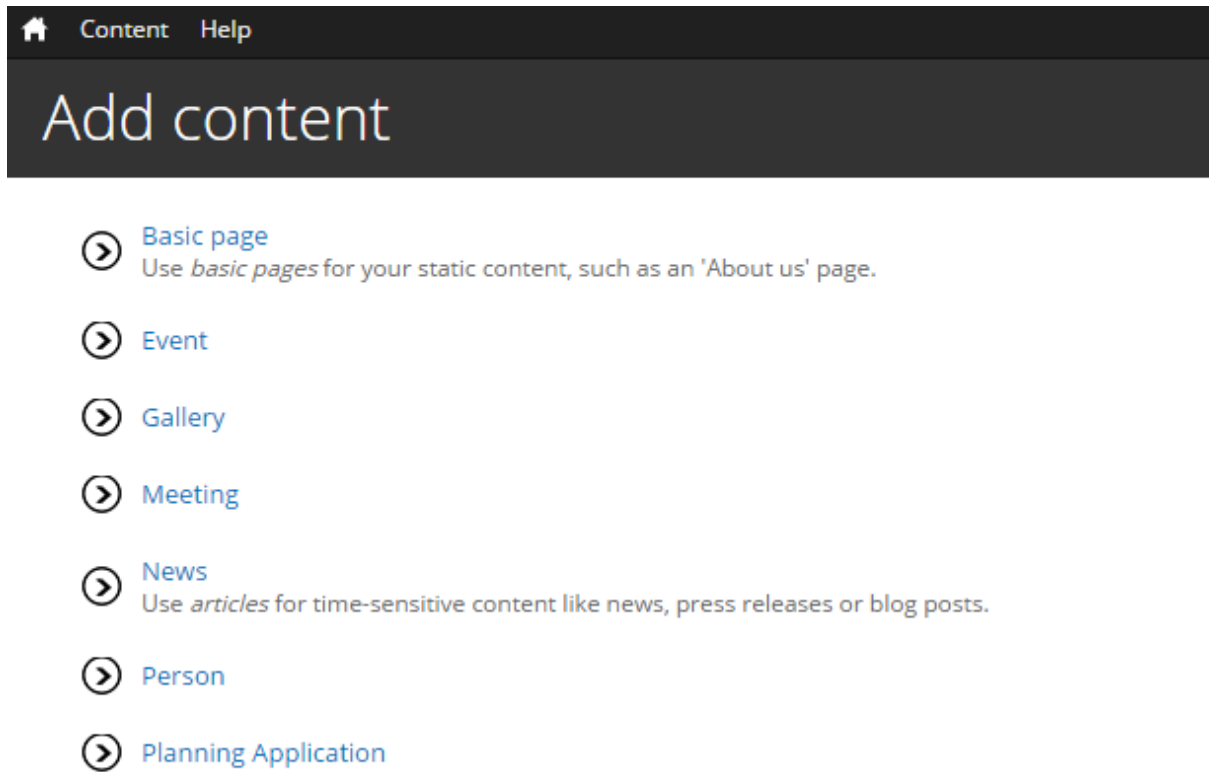 Content Help
Add content
Basic page
Use basic pages for your static content, such as an 'About us' page.
Event
Gallery
Meeting
News
Use articles for time-sensitive content like news, press releases or blog posts.
Person
Planning Application